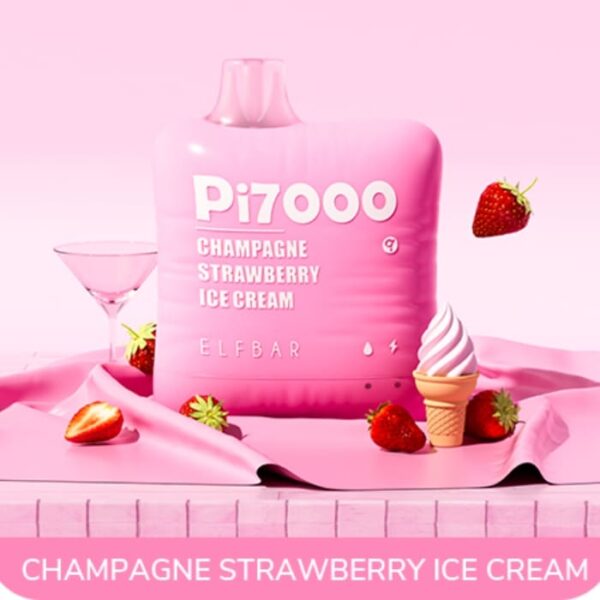 Pi7000
CHAMPAGNE
STRAWBERRY
ICE CREAM
ELFBAR
CHAMPAGNE STRAWBERRY ICE CREAM